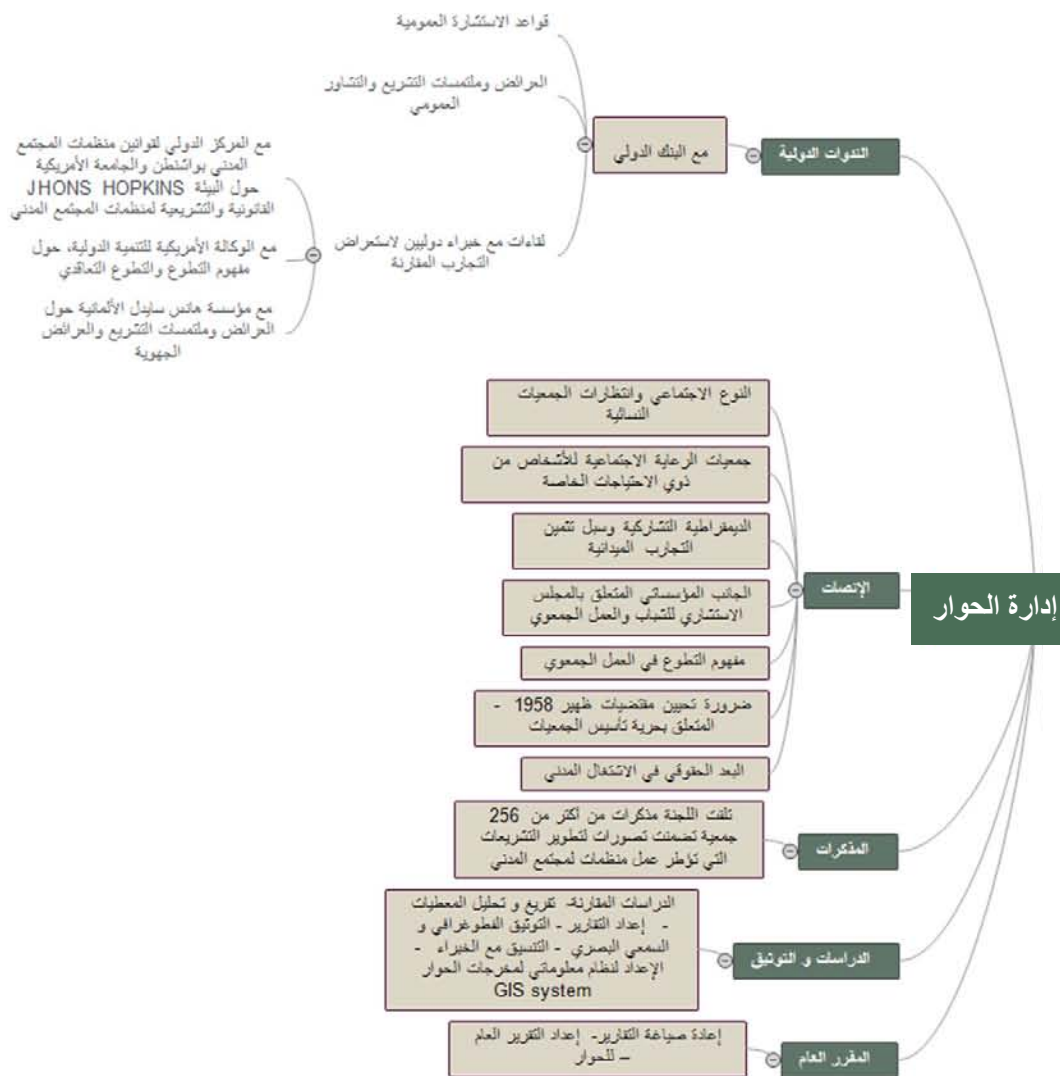 إدارة الحوار
الندوات الدولية
مع البنك الدولي
قواعد الاستشارة العمومية
العرائض وملتمسات التشريع والتشاور
العمومي
لقاءات مع خبراء دوليين لاستعراض
التجارب المقارنة
مع المركز الدولي لقوانين منظمات المجتمع
المدني بواشنطن والجامعة الأمريكية
JHONS HOPKINS حول البيئة
القانونية والتشريعية لمنظمات المجتمع المدني
مع الوكالة الأمريكية للتنمية الدولية، حول
مفهوم التطوع والتطوع التعاقدي
مع مؤسسة هانس سايدل الألمانية حول
العرائض وملتمسات التشريع والعرائض
الجهوية
الإنصات
النوع الاجتماعي وانتظارات الجمعيات
النسائية
جمعيات الرعاية الاجتماعية للأشخاص من
ذوي الاحتياجات الخاصة
الديمقراطية التشاركية وسبل تثمين
التجارب الميدانية
الجانب المؤسساتي المتعلق بالمجلس
الاستشاري للشباب والعمل الجمعوي
مفهوم التطوع في العمل الجمعوي
ضرورة تحيين مقتضيات ظهير 1958 -
المتعلق بحرية تأسيس الجمعيات
البعد الحقوقي في الاشتغال المدني
المذكرات
تلقت اللجنة مذكرات من أكثر من 256
جمعية تضمنت تصورات لتطوير التشريعات
التي تؤطر عمل منظمات لمجتمع المدني
الدراسات و التوثيق
الدراسات المقارنة- تفريغ و تحليل المعطيات
- إعداد التقارير - التوثيق الفطوغرافي و
السمعي البصري - التنسيق مع الخبراء -
الإعداد لنظام معلوماتي لمخرجات الحوار
GIS system
المقرر العام
إعادة صياغة التقارير- إعداد التقرير العام
– للحوار